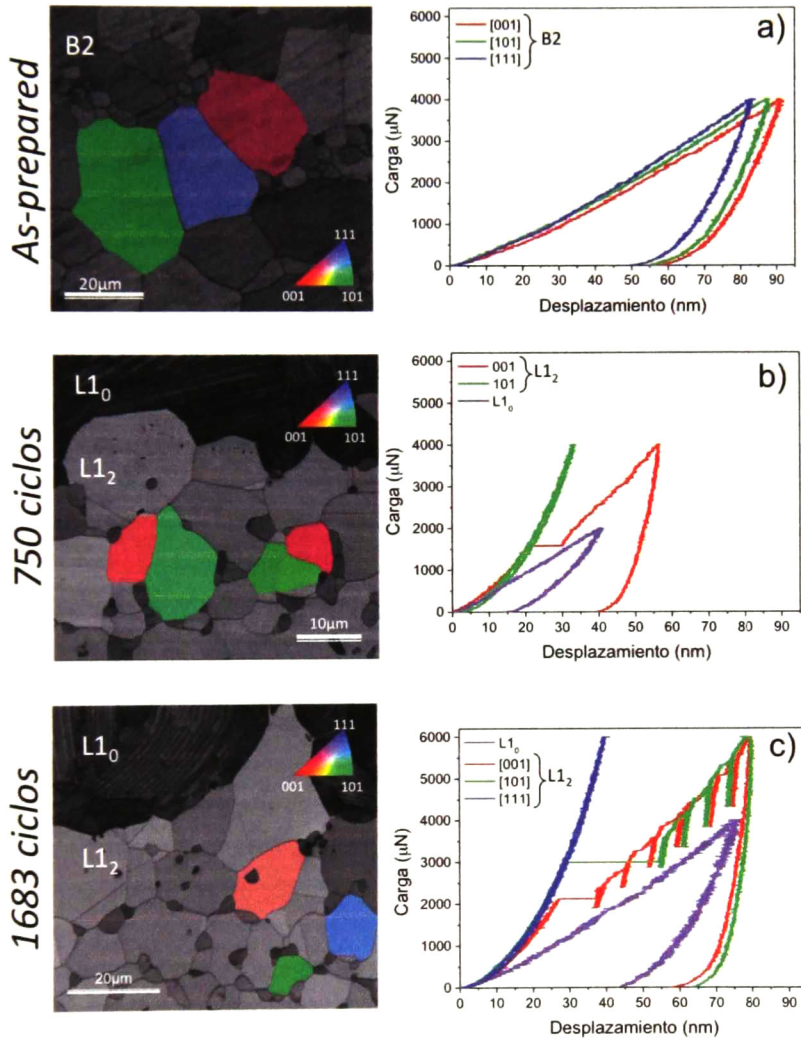 As-prepared
B2
20µm
111
001
101
a)
[001]
[101]
[111]
B2
Carga (µN)
6000
5000
4000
3000
2000
1000
0
0 10 20 30 40 50 60 70 80 90
Desplazamiento (nm)
750 ciclos
L1₀
L1₂
111
001
101
10µm
b)
001
101
L1₂
L1₀
Carga (µN)
6000
5000
4000
3000
2000
1000
0
0 10 20 30 40 50 60 70 80 90
Desplazamiento (nm)
1683 ciclos
L1₀
L1₂
111
001
101
20µm
c)
L1₀
[001]
[101]
[111]
L1₂
Carga (µN)
6000
5000
4000
3000
2000
1000
0
0 10 20 30 40 50 60 70 80 90
Desplazamiento (nm)